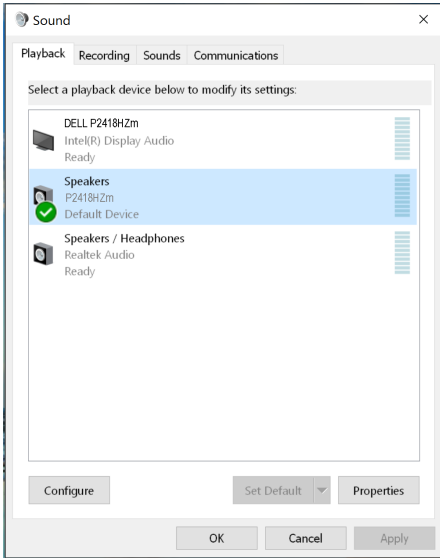 Sound
Playback Recording Sounds Communications
Select a playback device below to modify its settings:
DELL P2418HZm
Intel(R) Display Audio
Ready
Speakers
P2418HZm
Default Device
Speakers / Headphones
Realtek Audio
Ready
Configure Set Default Properties
OK Cancel Apply